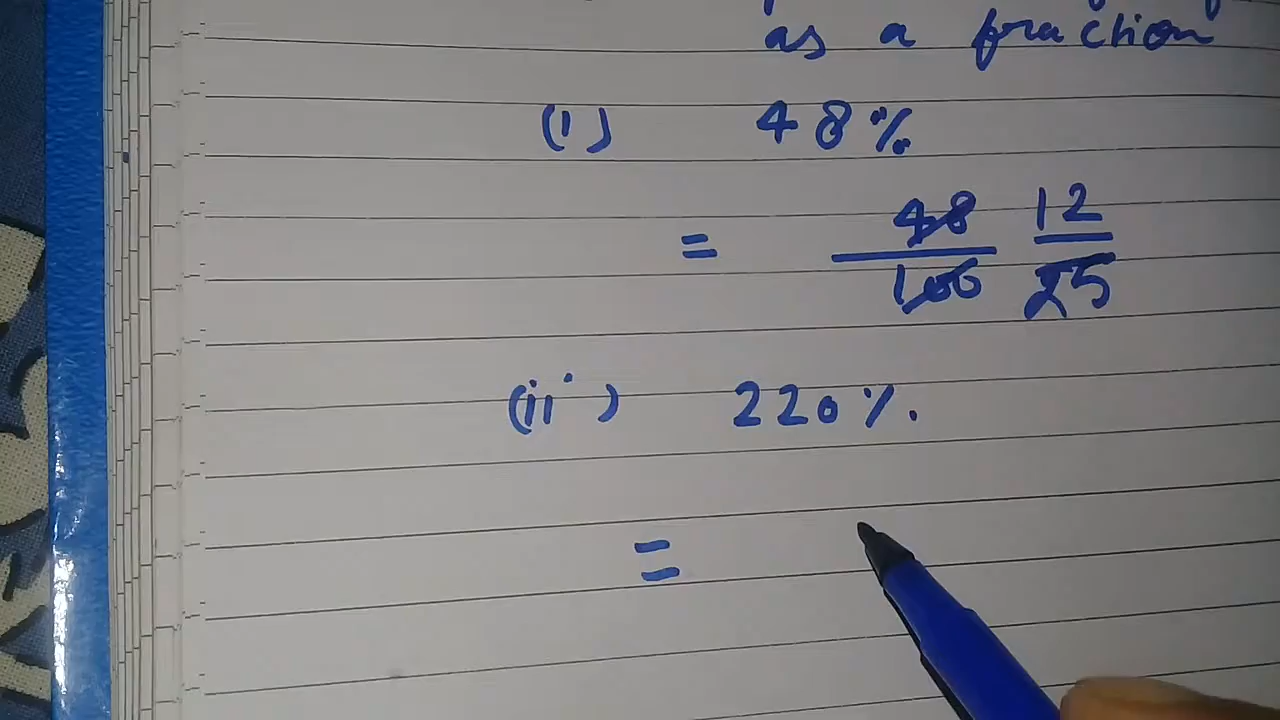 as a fraction
(i) 48%
= 48/100 12/25
(ii) 220%.
=